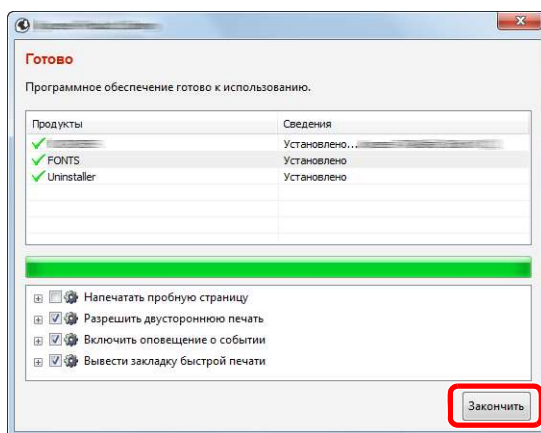 Готово
Программное обеспечение готово к использованию.
Продукты Сведения
Установлено...
FONTS Установлено
Uninstaller Установлено
Напечатать пробную страницу
Разрешить двустороннюю печать
Включить оповещение о событии
Вывести закладку быстрой печати
Закончить